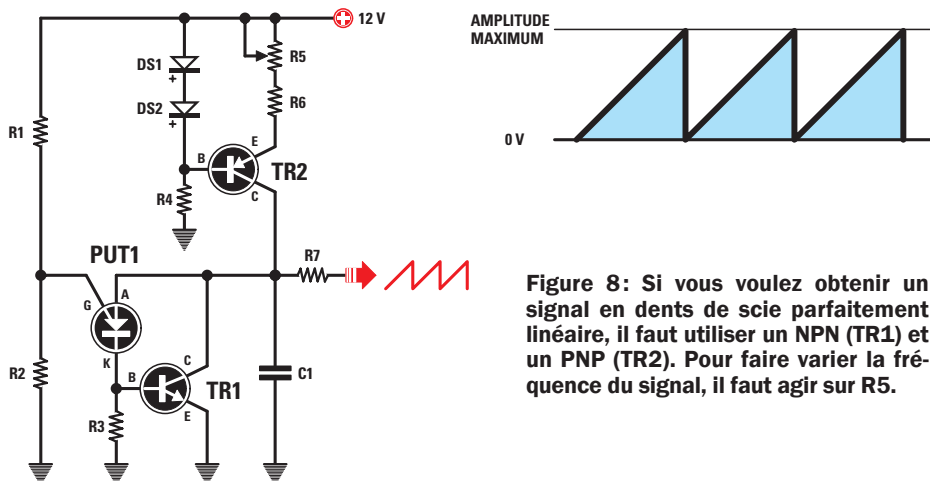 12 V
R5
DS1
+
DS2
+
R6
R1
E
B
TR2
C
R4
PUT1
R7
G
A
K
R2
C
B
TR1
E
C1
R3
AMPLITUDE
MAXIMUM
0 V
Figure 8: Si vous voulez obtenir un
signal en dents de scie parfaitement
linéaire, il faut utiliser un NPN (TR1) et
un PNP (TR2). Pour faire varier la fré-
quence du signal, il faut agir sur R5.